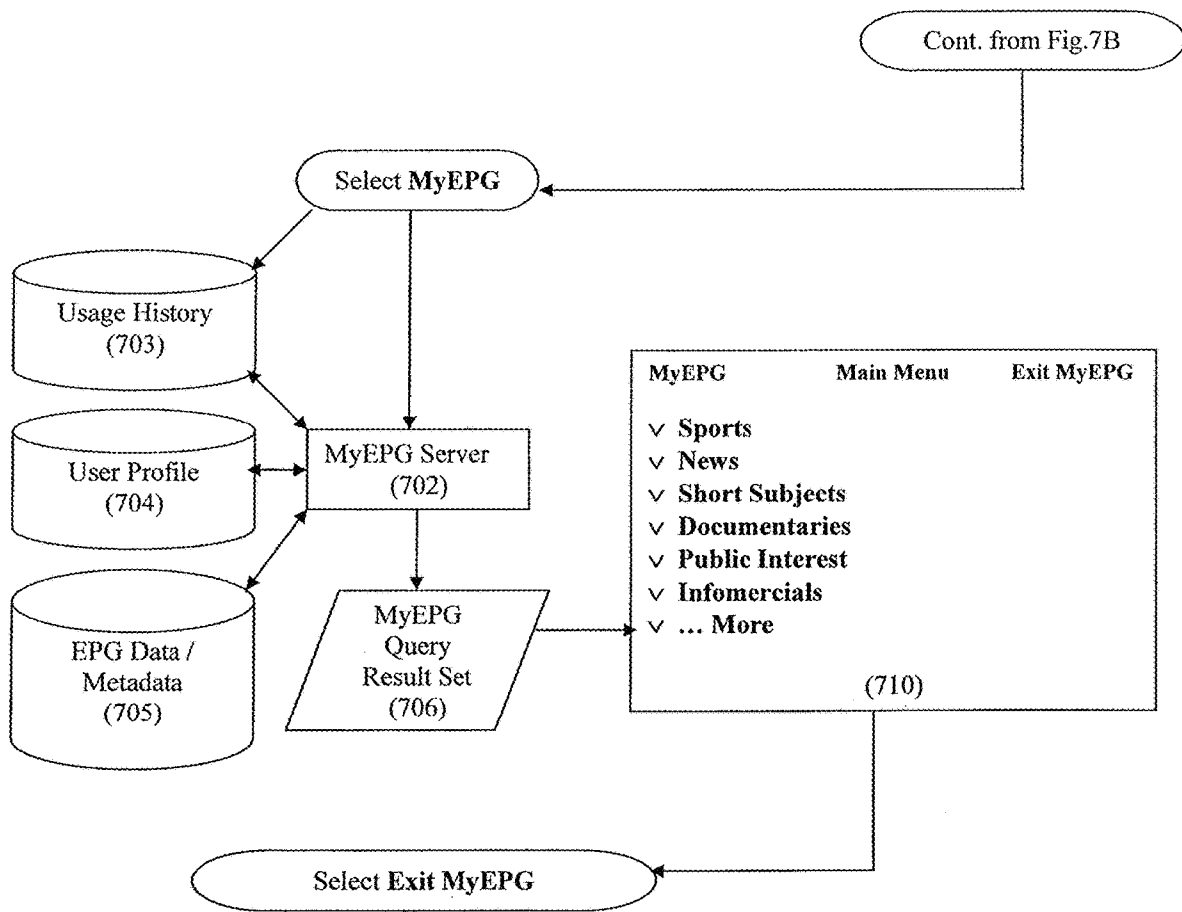 Cont. from Fig.7B
Select MyEPG
Usage History
(703)
User Profile
(704)
EPG Data /
Metadata
(705)
MyEPG Server
(702)
MyEPG
Query
Result Set
(706)
MyEPG Main Menu Exit MyEPG
v Sports
v News
v Short Subjects
v Documentaries
v Public Interest
v Infomercials
v ... More
(710)
Select Exit MyEPG